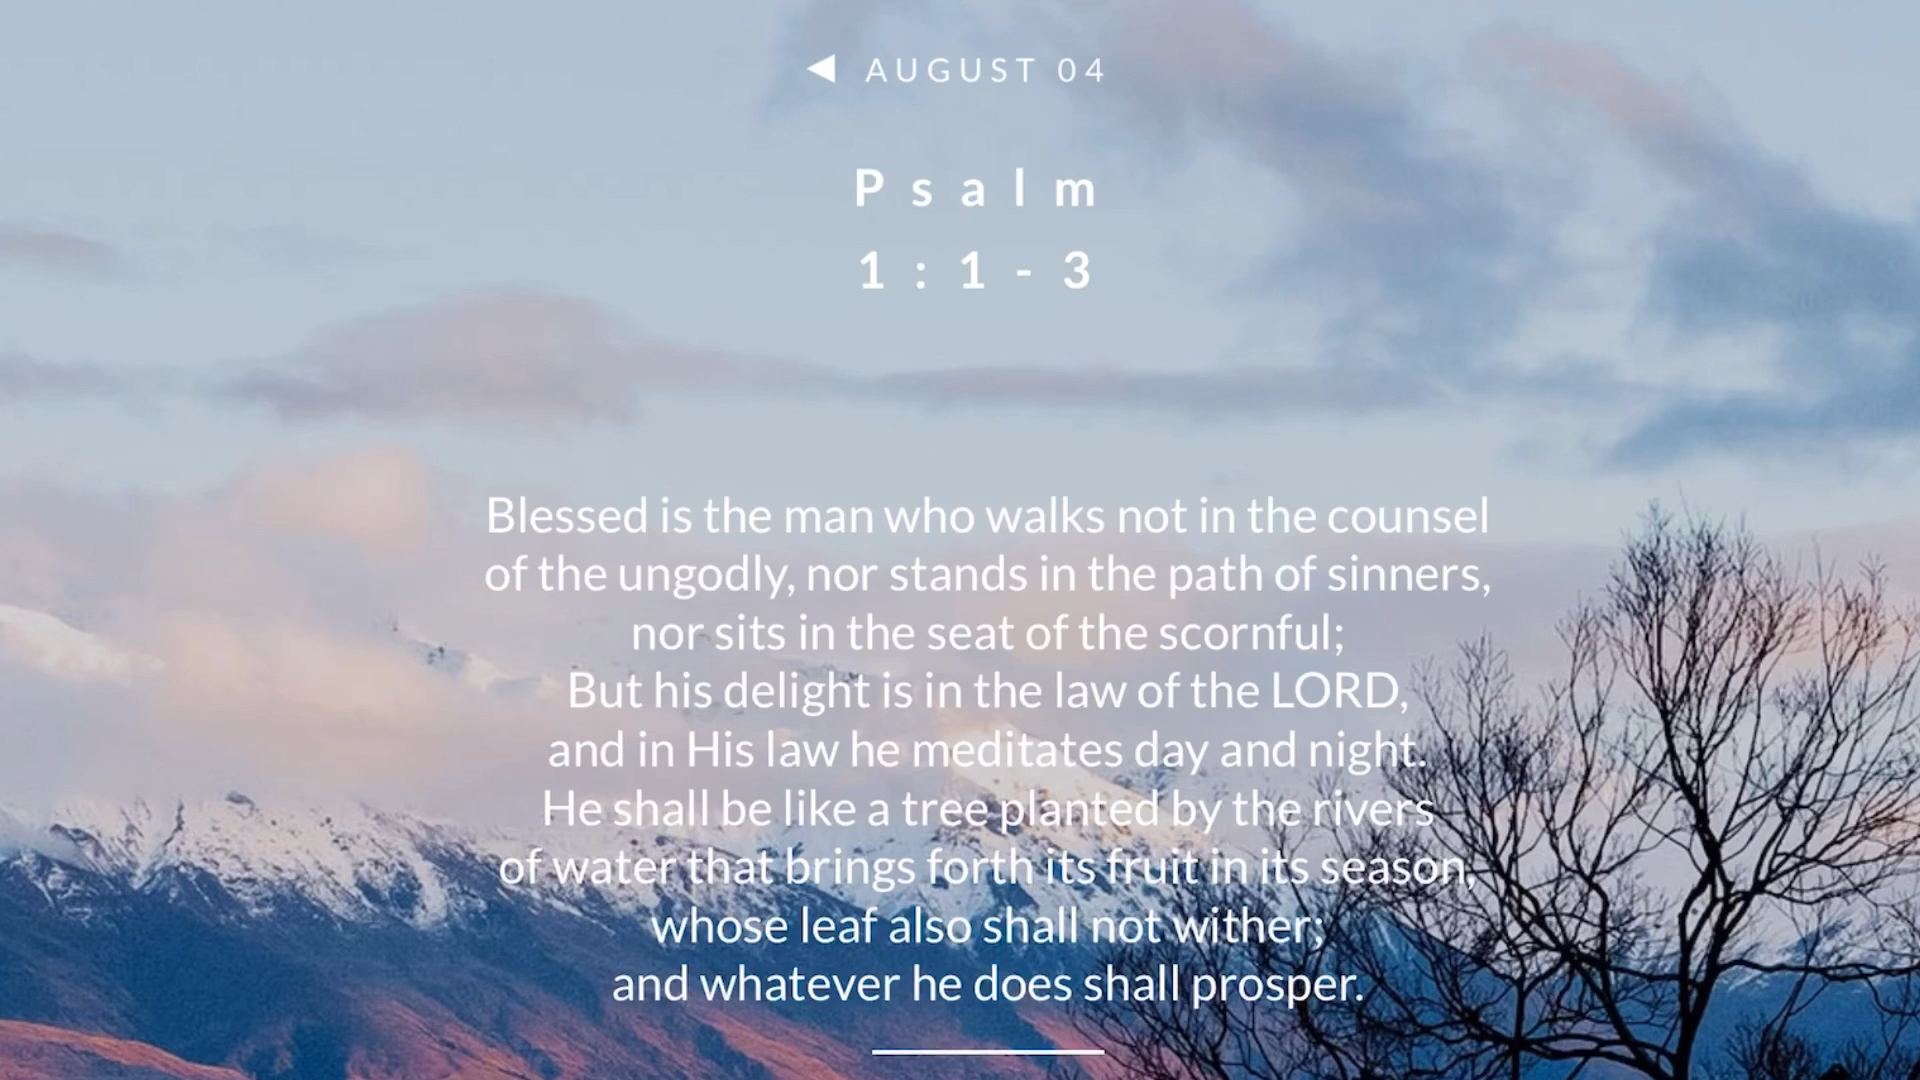 ◀ AUGUST 04
Psalm
1:1-3
Blessed is the man who walks not in the counsel
of the ungodly, nor stands in the path of sinners,
nor sits in the seat of the scornful;
But his delight is in the law of the LORD,
and in His law he meditates day and night.
He shall be like a tree planted by the rivers
of water that brings forth its fruit in its season,
whose leaf also shall not wither;
and whatever he does shall prosper.